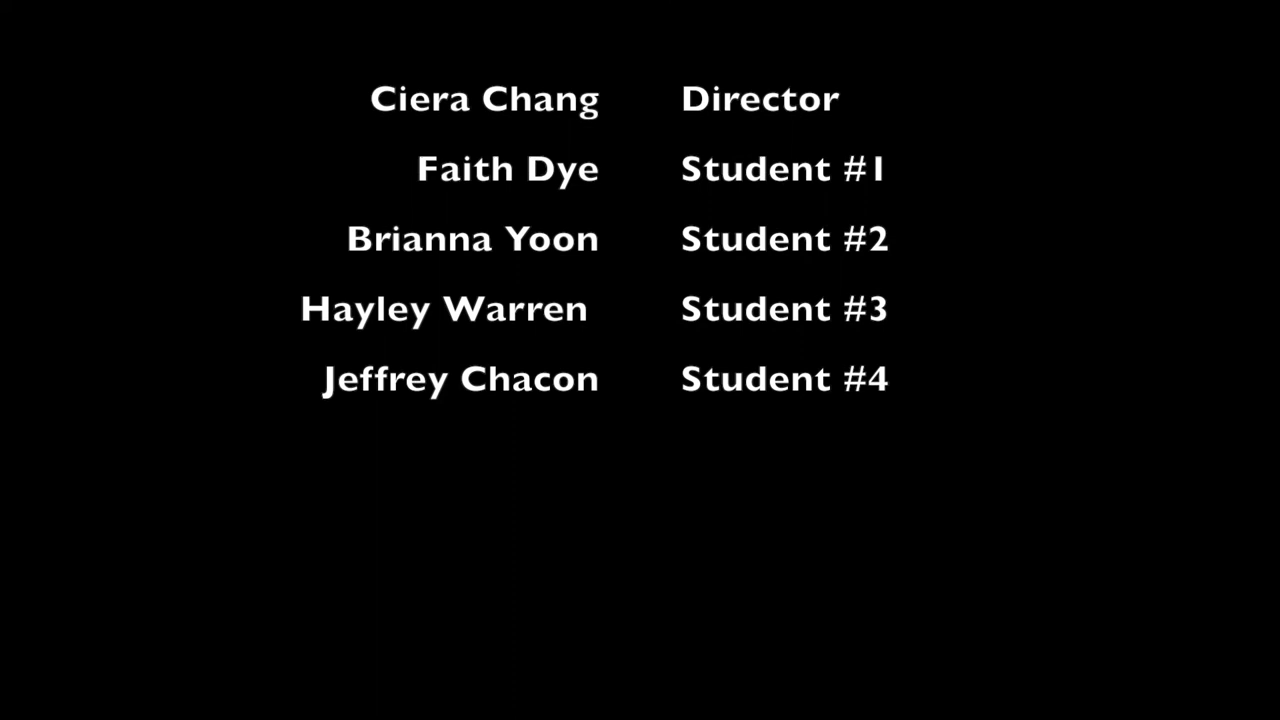 Ciera Chang Director
Faith Dye Student #1
Brianna Yoon Student #2
Hayley Warren Student #3
Jeffrey Chacon Student #4